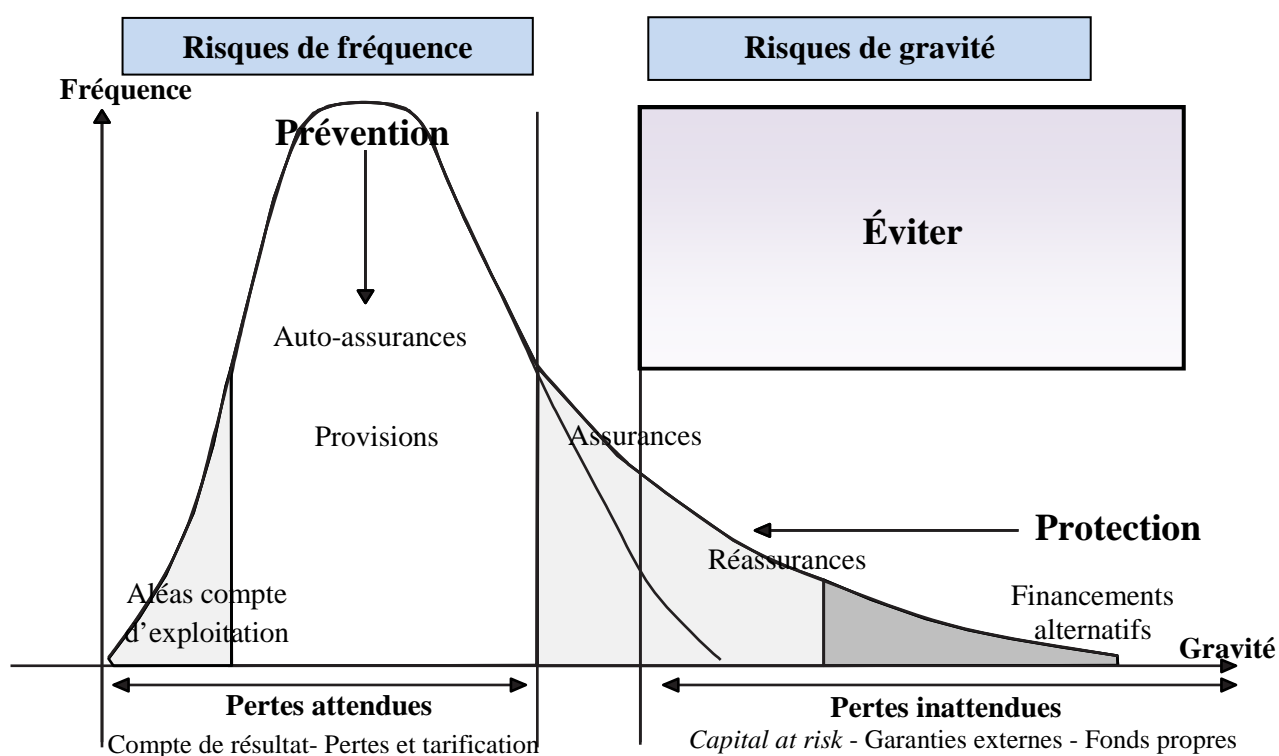 Risques de fréquence
Risques de gravité
Fréquence
Prévention
Éviter
Auto-assurances
Provisions
Assurances
Protection
Réassurances
Aléas compte
d’exploitation
Financements
alternatifs
Gravité
Pertes attendues
Pertes inattendues
Compte de résultat- Pertes et tarification
Capital at risk - Garanties externes - Fonds propres